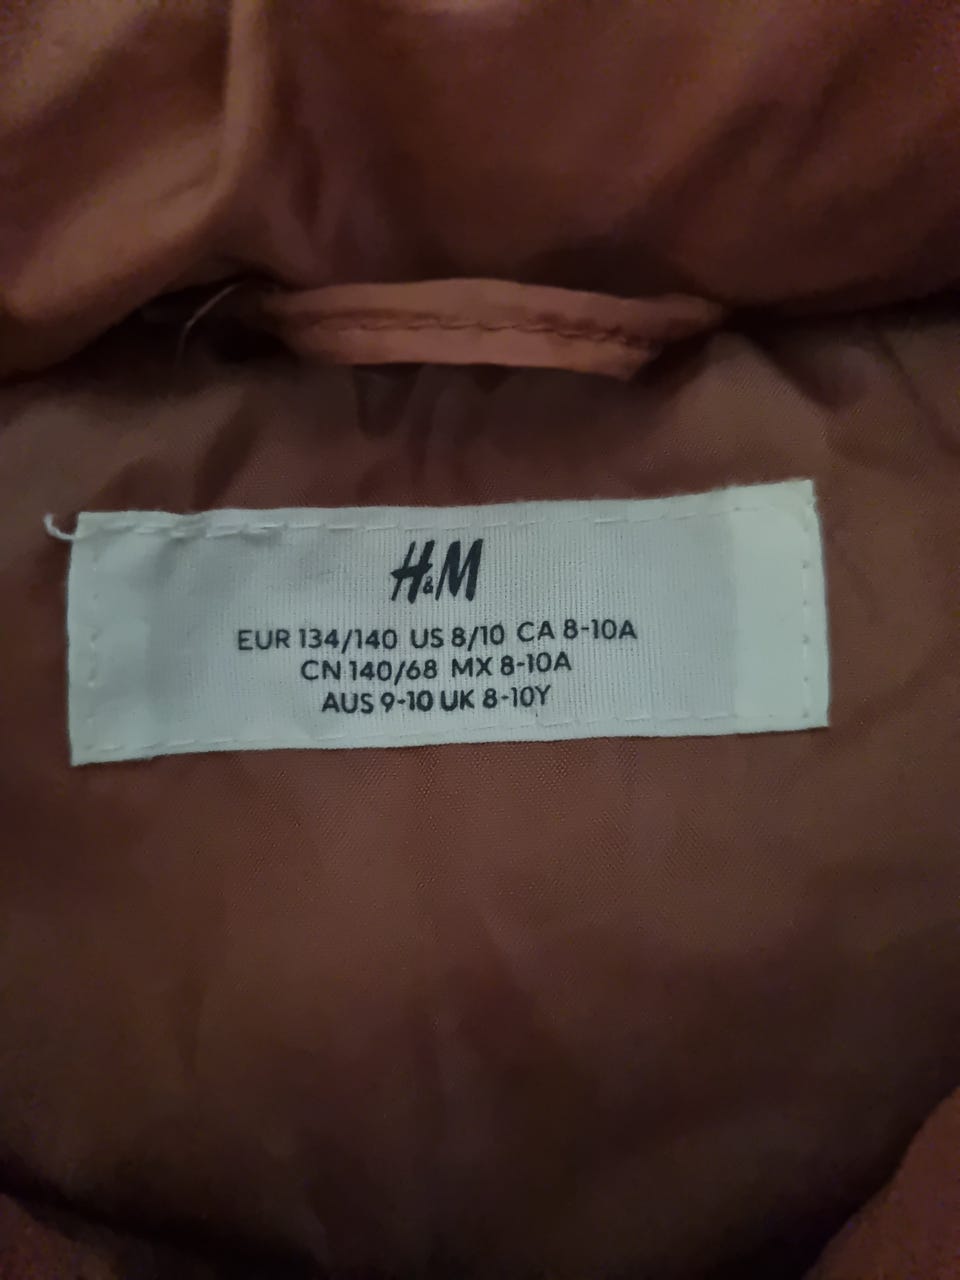 H&M
EUR 134/140 US 8/10 CA 8-10A
CN 140/68 MX 8-10A
AUS 9-10 UK 8-10Y